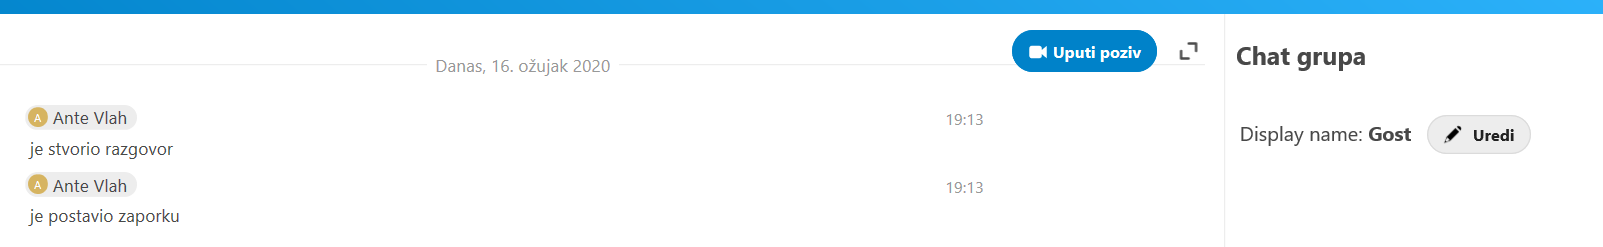 Danas, 16. ožujak 2020
Uputi poziv
A Ante Vlah 19:13
je stvorio razgovor
A Ante Vlah 19:13
je postavio zaporku
Chat grupa
Display name: Gost Uredi